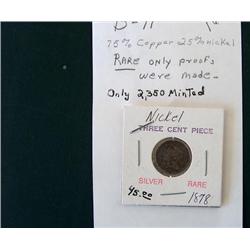 B-11
75% Copper 25% nickel
RARE only proofs
were made-
Only 2,350 Minted
Nickel
THREE CENT PIECE
SILVER RARE
45.00 1878